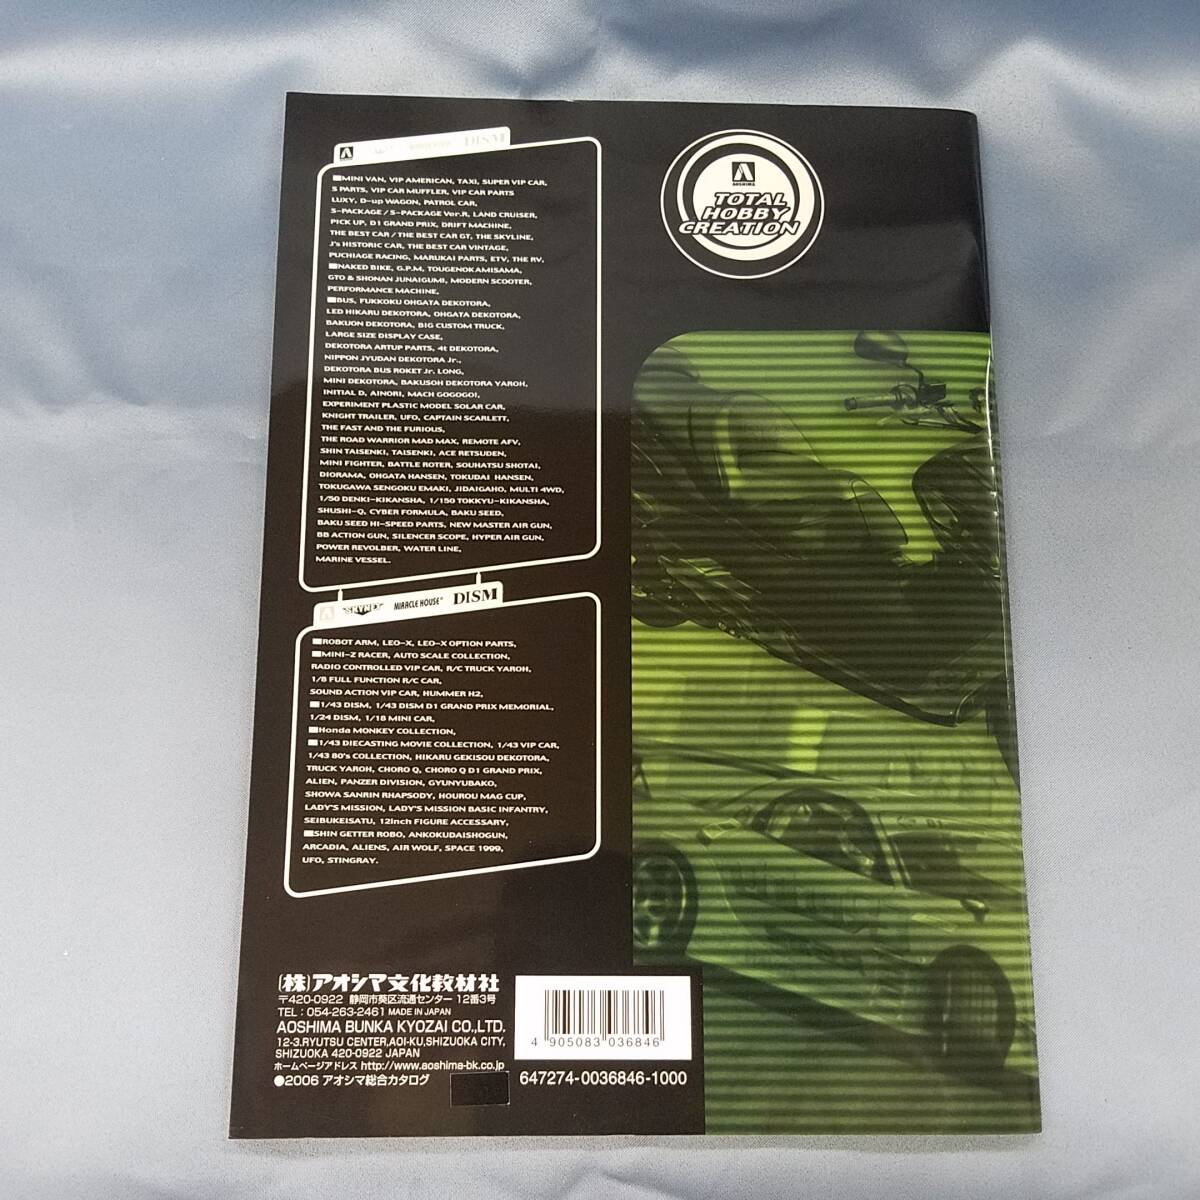 DISM
■MINI VAN, VIP AMERICAN, TAXI, SUPER VIP CAR,
S PARTS, VIP CAR MUFFLER, VIP CAR PARTS
LUXY, D-up WAGON, PATROL CAR,
S-PACKAGE / S-PACKAGE Ver.R, LAND CRUISER,
PICK UP, D1 GRAND PRIX, DRIFT MACHINE,
THE BEST CAR / THE BEST CAR GT, THE SKYLINE,
J's HISTORIC CAR, THE BEST CAR VINTAGE,
PUCHIAGE RACING, MARUKAI PARTS, ETV, THE RV,
■NAKED BIKE, G.P.M, TOUGENOKAMISAMA,
GTO & SHONAN JUNAIGUMI, MODERN SCOOTER,
PERFORMANCE MACHINE,
■BUS, FUKKOKU OHGATA DEKOTORA,
LED HIKARU DEKOTORA, OHGATA DEKOTORA,
BAKUON DEKOTORA, BIG CUSTOM TRUCK,
LARGE SIZE DISPLAY CASE,
DEKOTORA ARTUP PARTS, 4t DEKOTORA,
NIPPON JYUDAN DEKOTORA Jr.,
DEKOTORA BUS ROKET Jr. LONG,
MINI DEKOTORA, BAKUSOH DEKOTORA YAROH,
INITIAL D, AINORI, MACH GOGOGO!,
EXPERIMENT PLASTIC MODEL SOLAR CAR,
KNIGHT TRAILER, UFO, CAPTAIN SCARLETT,
THE FAST AND THE FURIOUS,
THE ROAD WARRIOR MAD MAX, REMOTE AFV,
SHIN TAISENKI, TAISENKI, ACE RETSUDEN,
MINI FIGHTER, BATTLE ROTER, SOUHATSU SHOTAI,
DIORAMA, OHGATA HANSEN, TOKUDAI HANSEN,
TOKUGAWA SENGOKU EMAKI, JIDAIGAHO, MULTI 4WD,
1/50 DENKI-KIKANSHA, 1/150 TOKKYU-KIKANSHA,
SHUSHI-Q, CYBER FORMULA, BAKU SEED,
BAKU SEED HI-SPEED PARTS, NEW MASTER AIR GUN,
BB ACTION GUN, SILENCER SCOPE, HYPER AIR GUN,
POWER REVOLBER, WATER LINE,
MARINE VESSEL.
SKYNET MIRACLE HOUSE DISM
■ROBOT ARM, LEO-X, LEO-X OPTION PARTS,
■MINI-Z RACER, AUTO SCALE COLLECTION,
RADIO CONTROLLED VIP CAR, R/C TRUCK YAROH,
1/8 FULL FUNCTION R/C CAR,
SOUND ACTION VIP CAR, HUMMER H2,
■1/43 DISM, 1/43 DISM D1 GRAND PRIX MEMORIAL,
1/24 DISM, 1/18 MINI CAR,
■Honda MONKEY COLLECTION,
■1/43 DIECASTING MOVIE COLLECTION, 1/43 VIP CAR,
1/43 80's COLLECTION, HIKARU GEKISOU DEKOTORA,
TRUCK YAROH, CHORO Q, CHORO Q D1 GRAND PRIX,
ALIEN, PANZER DIVISION, GYUNYUBAKO,
SHOWA SANRIN RHAPSODY, HOUROU MAG CUP,
LADY'S MISSION, LADY'S MISSION BASIC INFANTRY,
SEIBUKEISATU, 12inch FIGURE ACCESSARY,
■SHIN GETTER ROBO, ANKOKUDAISHOGUN,
ARCADIA, ALIENS, AIR WOLF, SPACE 1999,
UFO, STINGRAY.
AOSHIMA
TOTAL
HOBBY
CREATION
(株)アオシマ文化教材社
〒420-0922 静岡市葵区流通センター 12番3号
TEL：054-263-2461 MADE IN JAPAN
AOSHIMA BUNKA KYOZAI CO.,LTD.
12-3.RYUTSU CENTER,AOI-KU,SHIZUOKA CITY,
SHIZUOKA 420-0922 JAPAN
ホームページアドレス http://www.aoshima-bk.co.jp
●2006 アオシマ総合カタログ
4 905083 036846
647274-0036846-1000